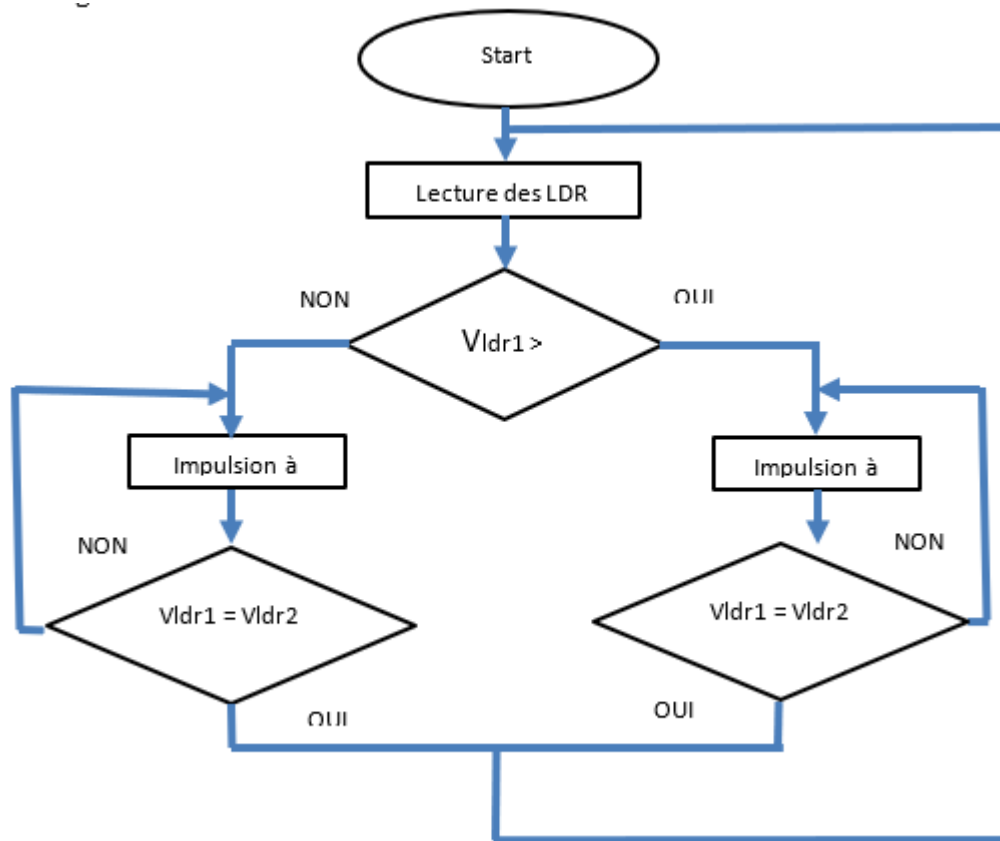 Start
Lecture des LDR
NON
OUI
Vldr1 >
Impulsion à
Impulsion à
NON
NON
Vldr1 = Vldr2
Vldr1 = Vldr2
OUI
OUI